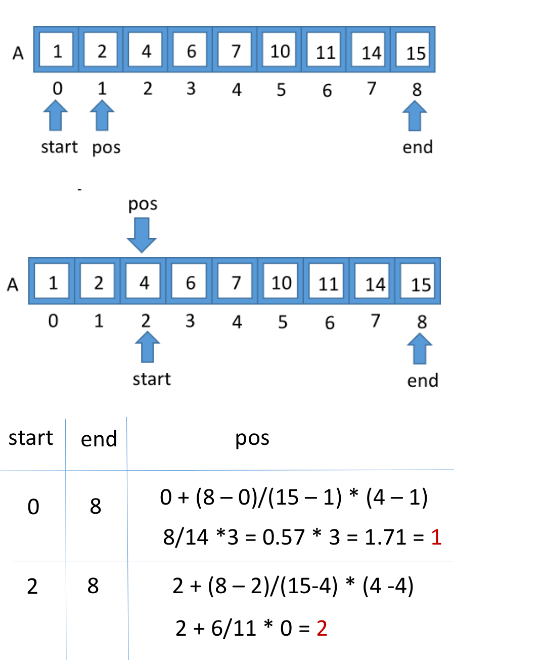 A 1 2 4 6 7 10 11 14 15
0 1 2 3 4 5 6 7 8
start pos end
-
pos
A 1 2 4 6 7 10 11 14 15
0 1 2 3 4 5 6 7 8
start end
start end pos
0 8 0 + (8 – 0)/(15 – 1) * (4 – 1)
8/14 *3 = 0.57 * 3 = 1.71 = 1
2 8 2 + (8 – 2)/(15-4) * (4 -4)
2 + 6/11 * 0 = 2